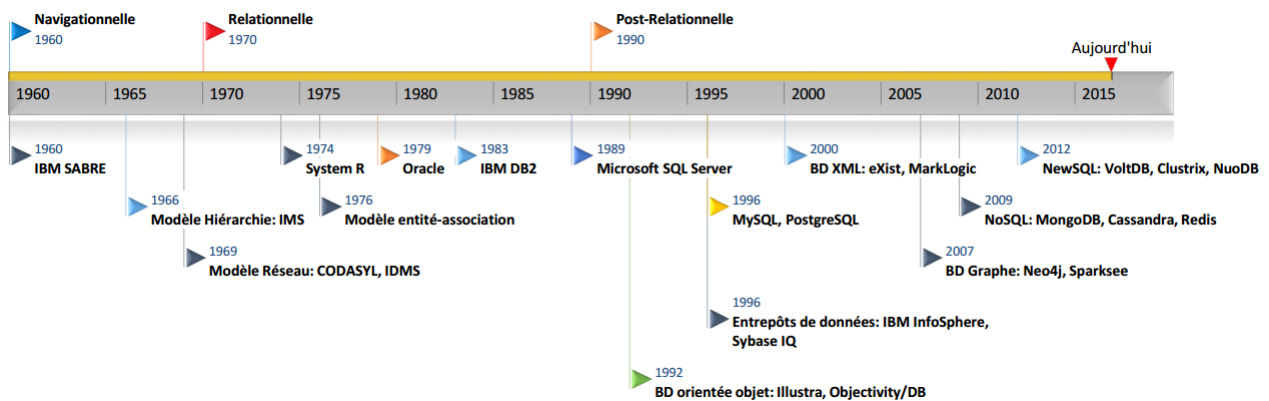 Navigationnelle
1960
Relationnelle
1970
Post-Relationnelle
1990
Aujourd'hui
1960 1965 1970 1975 1980 1985 1990 1995 2000 2005 2010 2015
1960
IBM SABRE
1974
System R
1979
Oracle
1983
IBM DB2
1989
Microsoft SQL Server
2000
BD XML: eXist, MarkLogic
2012
NewSQL: VoltDB, Clustrix, NuoDB
1966
Modèle Hiérarchie: IMS
1976
Modèle entité-association
1996
MySQL, PostgreSQL
2009
NoSQL: MongoDB, Cassandra, Redis
1969
Modèle Réseau: CODASYL, IDMS
2007
BD Graphe: Neo4j, Sparksee
1996
Entrepôts de données: IBM InfoSphere,
Sybase IQ
1992
BD orientée objet: Illustra, Objectivity/DB